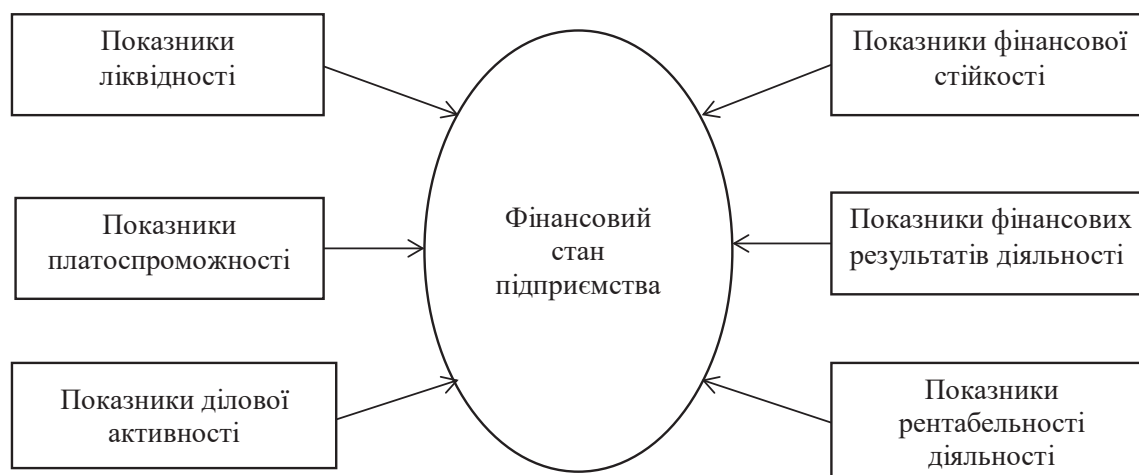 Показники
ліквідності
Показники фінансової
стійкості
Показники
платоспроможності
Фінансовий
стан
підприємства
Показники фінансових
результатів діяльності
Показники ділової
активності
Показники
рентабельності
діяльності